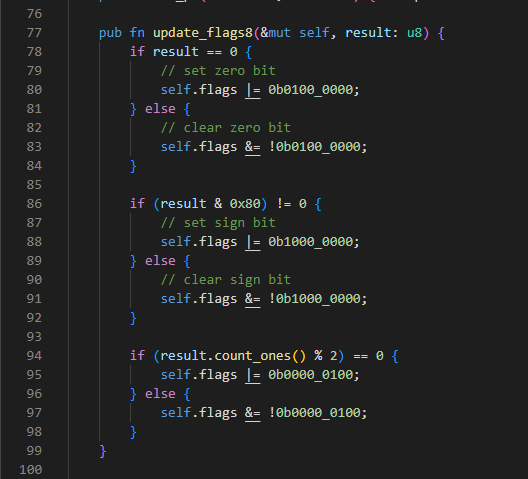 76
77 pub fn update_flags8(&mut self, result: u8) {
78 if result == 0 {
79 // set zero bit
80 self.flags |= 0b0100_0000;
81 } else {
82 // clear zero bit
83 self.flags &= !0b0100_0000;
84 }
85
86 if (result & 0x80) != 0 {
87 // set sign bit
88 self.flags |= 0b1000_0000;
89 } else {
90 // clear sign bit
91 self.flags &= !0b1000_0000;
92 }
93
94 if (result.count_ones() % 2) == 0 {
95 self.flags |= 0b0000_0100;
96 } else {
97 self.flags &= !0b0000_0100;
98 }
99 }
100